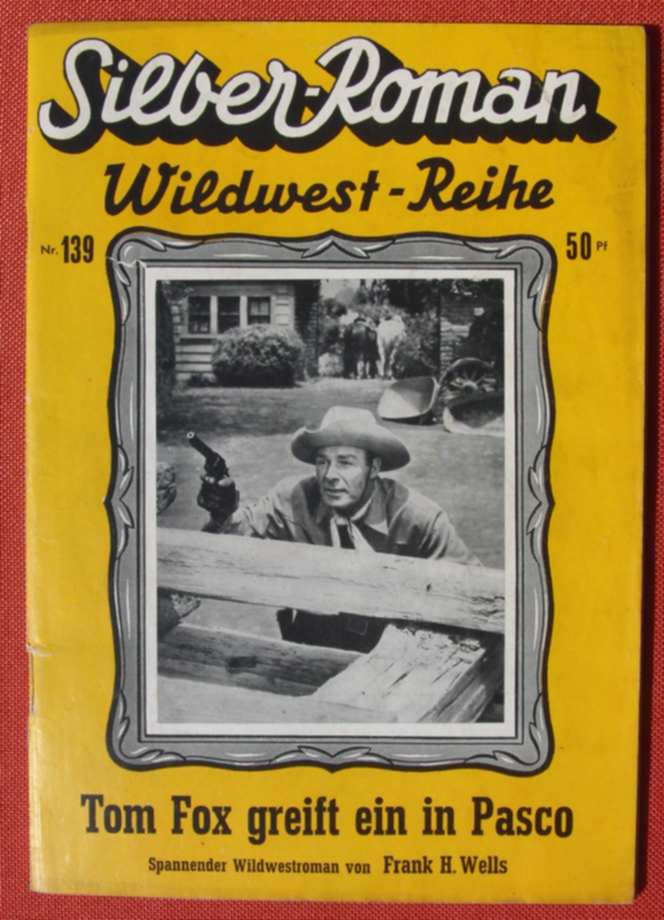 Silber-Roman
Wildwest-Reihe
Nr. 139
50 Pf
Tom Fox greift ein in Pasco
Spannender Wildwestroman von Frank H. Wells